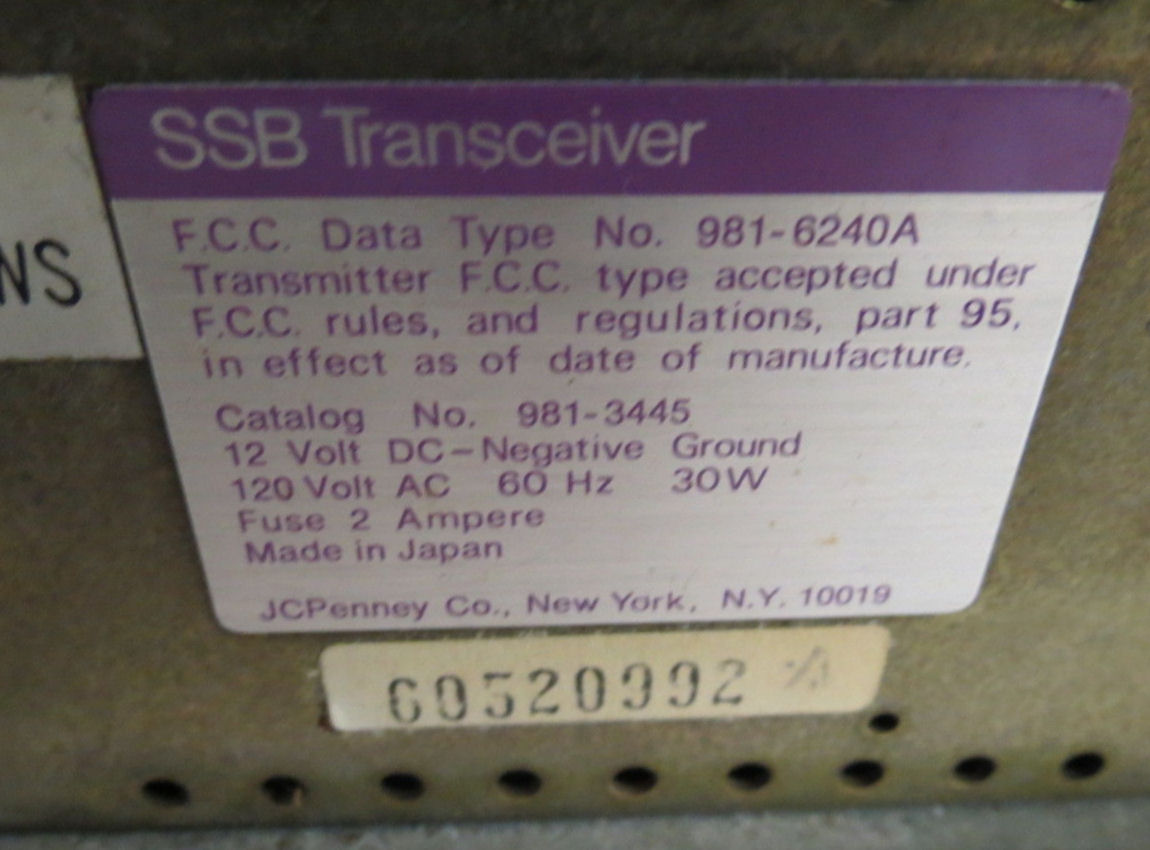 SSB Transceiver
F.C.C. Data Type No. 981-6240A
Transmitter F.C.C. type accepted under
F.C.C. rules, and regulations, part 95,
in effect as of date of manufacture.
Catalog No. 981-3445
12 Volt DC-Negative Ground
120 Volt AC 60 Hz 30W
Fuse 2 Ampere
Made in Japan
JCPenney Co., New York, N.Y. 10019
NS
60520992